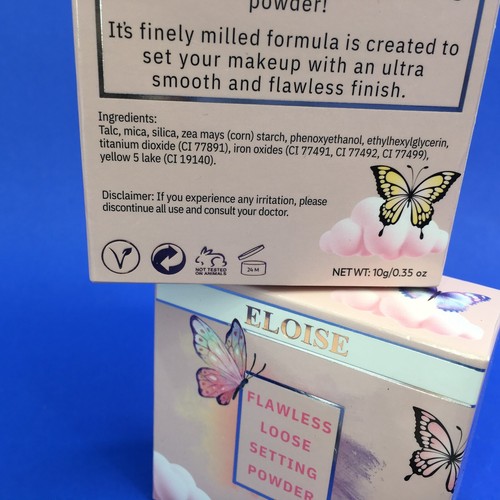 powder!
It's finely milled formula is created to
set your makeup with an ultra
smooth and flawless finish.
Ingredients:
Talc, mica, silica, zea mays (corn) starch, phenoxyethanol, ethylhexylglycerin,
titanium dioxide (CI 77891), iron oxides (CI 77491, CI 77492, CI 77499),
yellow 5 lake (CI 19140).
Disclaimer: If you experience any irritation, please
discontinue all use and consult your doctor.
NOT TESTED
ON ANIMALS
24 M
NET WT: 10g/0.35 oz
ELOISE
FLAWLESS
LOOSE
SETTING
POWDER